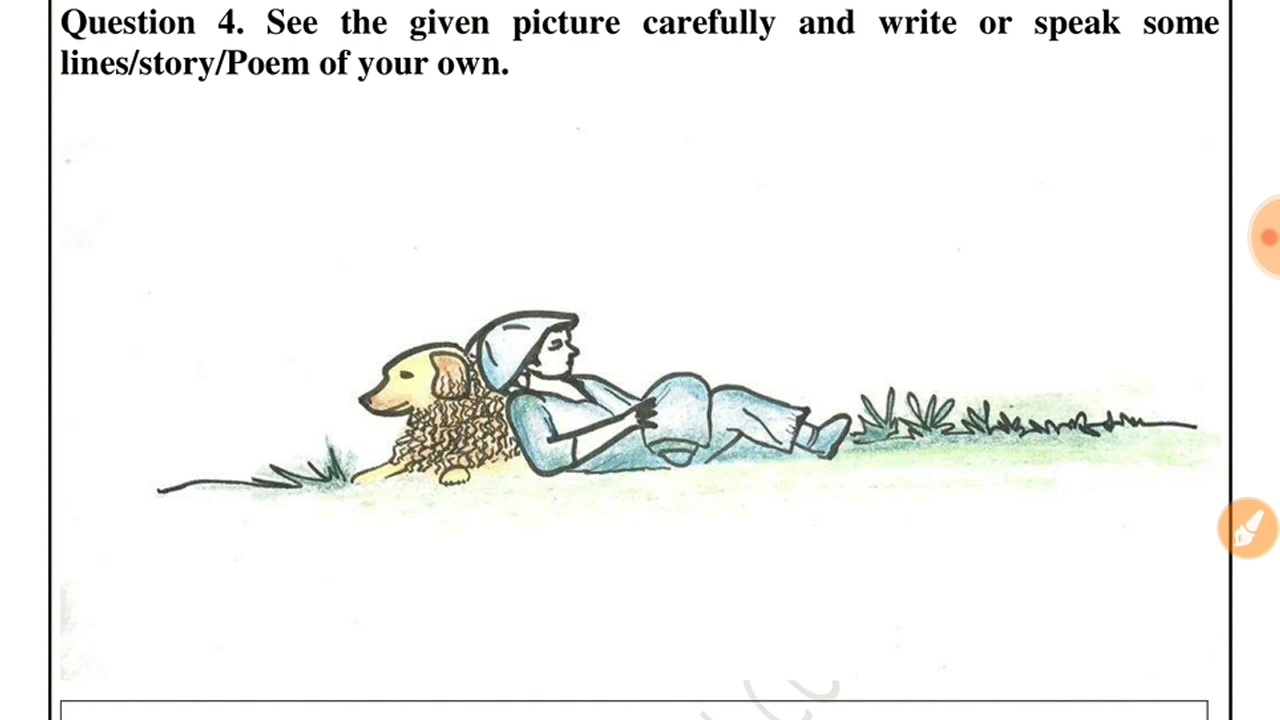 Question 4. See the given picture carefully and write or speak some
lines/story/Poem of your own.